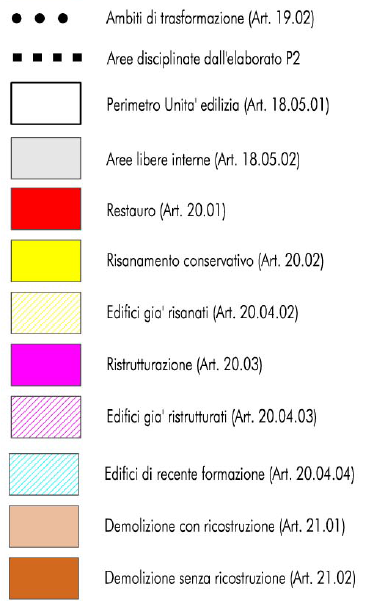 Ambiti di trasformazione (Art. 19.02)
Aree disciplinate dall'elaborato P2
Perimetro Unita' edilizia (Art. 18.05.01)
Aree libere interne (Art. 18.05.02)
Restauro (Art. 20.01)
Risanamento conservativo (Art. 20.02)
Edifici gia' risanati (Art. 20.04.02)
Ristrutturazione (Art. 20.03)
Edifici gia' ristrutturati (Art. 20.04.03)
Edifici di recente formazione (Art. 20.04.04)
Demolizione con ricostruzione (Art. 21.01)
Demolizione senza ricostruzione (Art. 21.02)